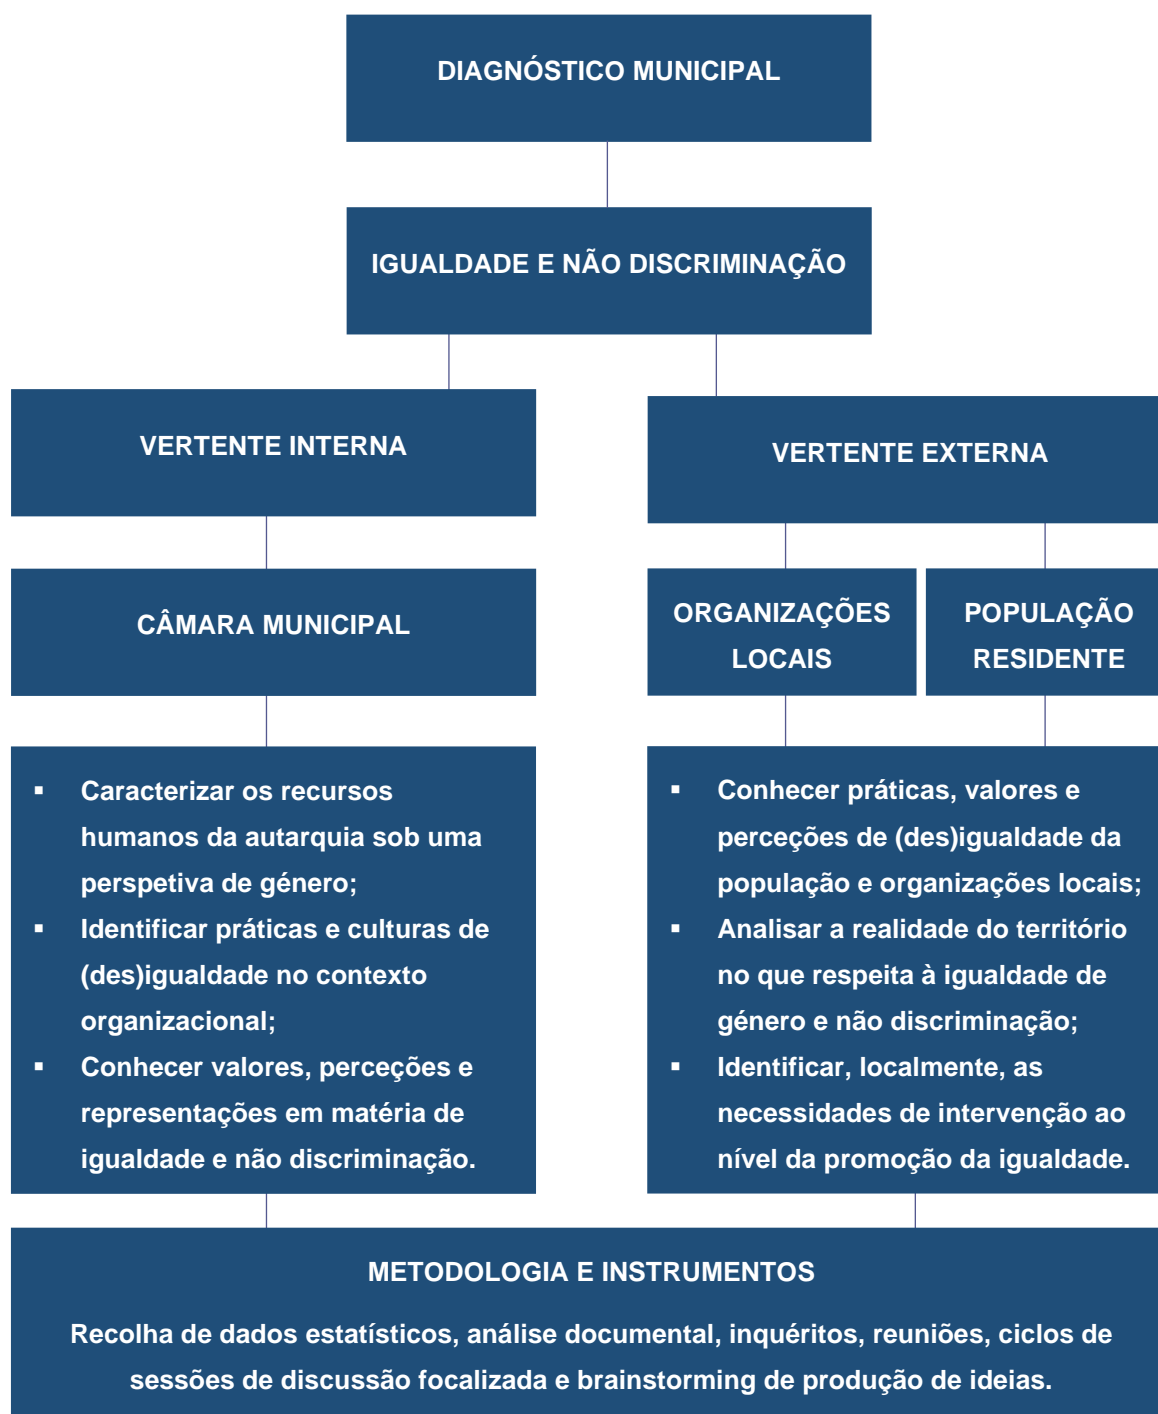 DIAGNÓSTICO MUNICIPAL
IGUALDADE E NÃO DISCRIMINAÇÃO
VERTENTE INTERNA
VERTENTE EXTERNA
CÂMARA MUNICIPAL
ORGANIZAÇÕES
LOCAIS
POPULAÇÃO
RESIDENTE
▪ Caracterizar os recursos
humanos da autarquia sob uma
perspetiva de género;
▪ Identificar práticas e culturas de
(des)igualdade no contexto
organizacional;
▪ Conhecer valores, perceções e
representações em matéria de
igualdade e não discriminação.
▪ Conhecer práticas, valores e
perceções de (des)igualdade da
população e organizações locais;
▪ Analisar a realidade do território
no que respeita à igualdade de
género e não discriminação;
▪ Identificar, localmente, as
necessidades de intervenção ao
nível da promoção da igualdade.
METODOLOGIA E INSTRUMENTOS
Recolha de dados estatísticos, análise documental, inquéritos, reuniões, ciclos de
sessões de discussão focalizada e brainstorming de produção de ideias.